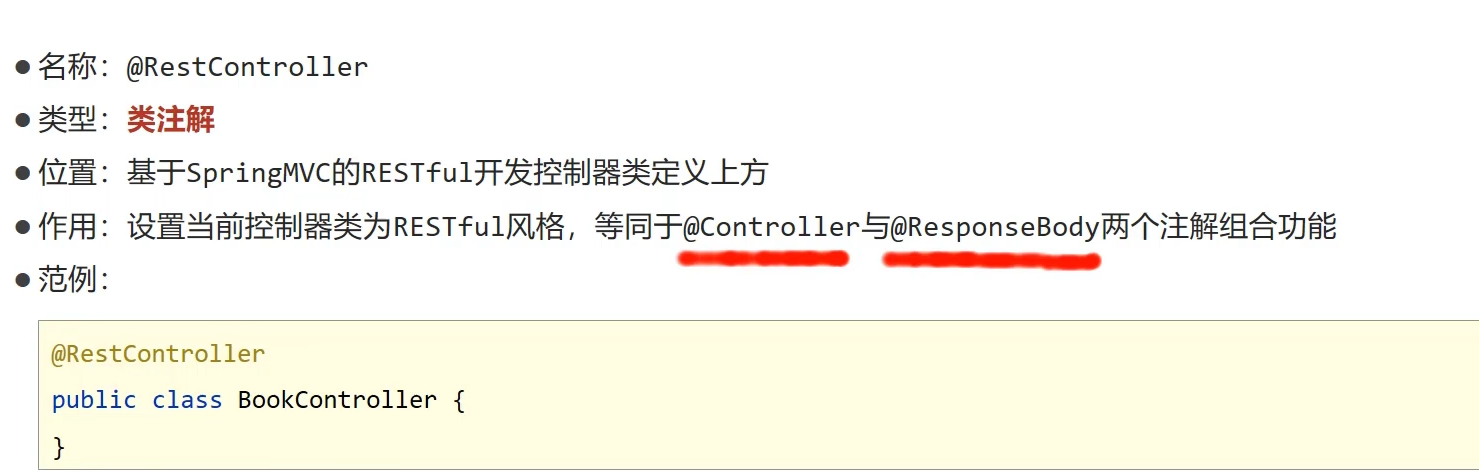 ● 名称：@RestController
● 类型：类注解
● 位置：基于SpringMVC的RESTful开发控制器类定义上方
● 作用：设置当前控制器类为RESTful风格，等同于@Controller与@ResponseBody两个注解组合功能
● 范例：
@RestController
public class BookController {
}